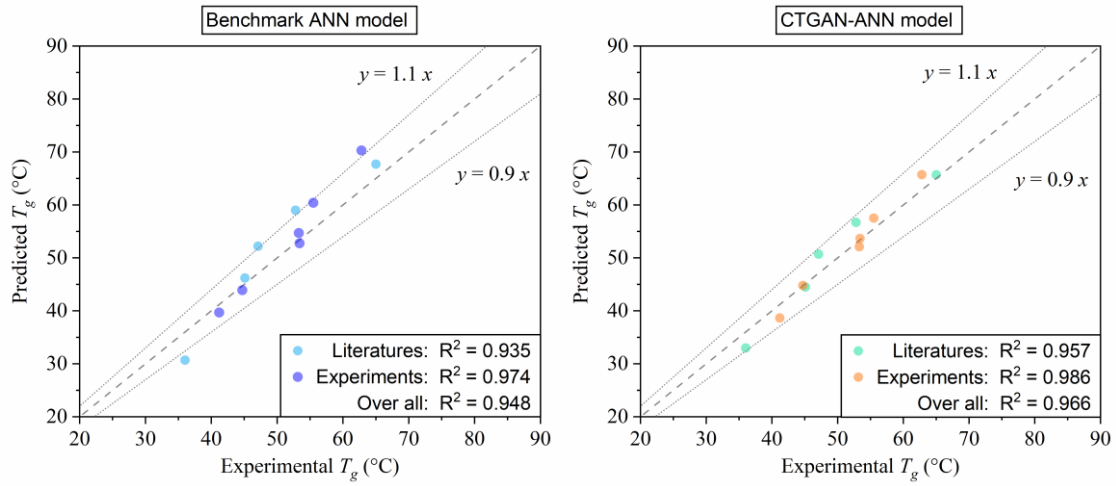 Benchmark ANN model
90
80
70
60
50
40
30
20
20 30 40 50 60 70 80 90
Predicted Tg (°C)
Experimental Tg (°C)
y = 1.1 x
y = 0.9 x
Literatures: R² = 0.935
Experiments: R² = 0.974
Over all: R² = 0.948
CTGAN-ANN model
90
80
70
60
50
40
30
20
20 30 40 50 60 70 80 90
Predicted Tg (°C)
Experimental Tg (°C)
y = 1.1 x
y = 0.9 x
Literatures: R² = 0.957
Experiments: R² = 0.986
Over all: R² = 0.966